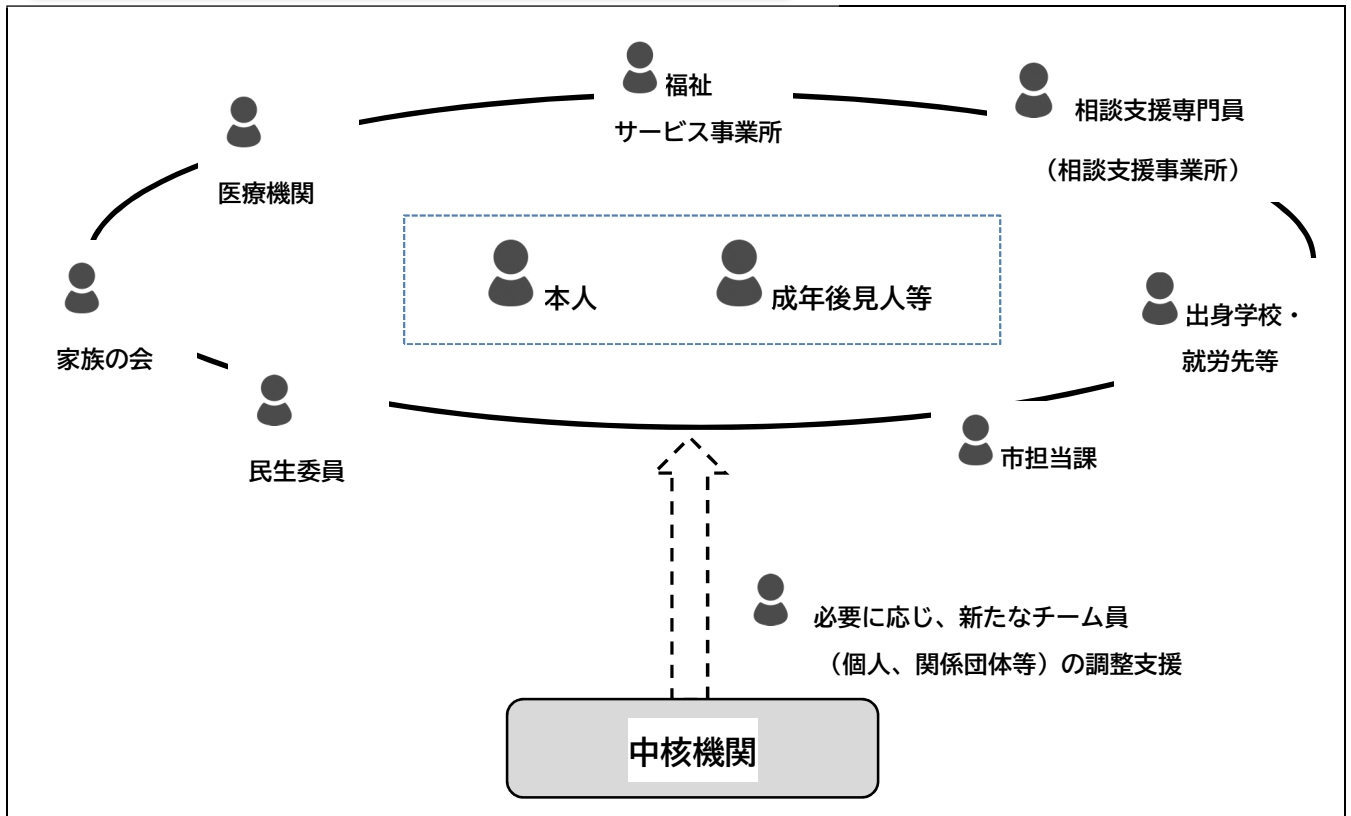 福祉
サービス事業所
相談支援専門員
（相談支援事業所）
医療機関
本人
成年後見人等
出身学校・
就労先等
家族の会
民生委員
市担当課
必要に応じ、新たなチーム員
（個人、関係団体等）の調整支援
中核機関